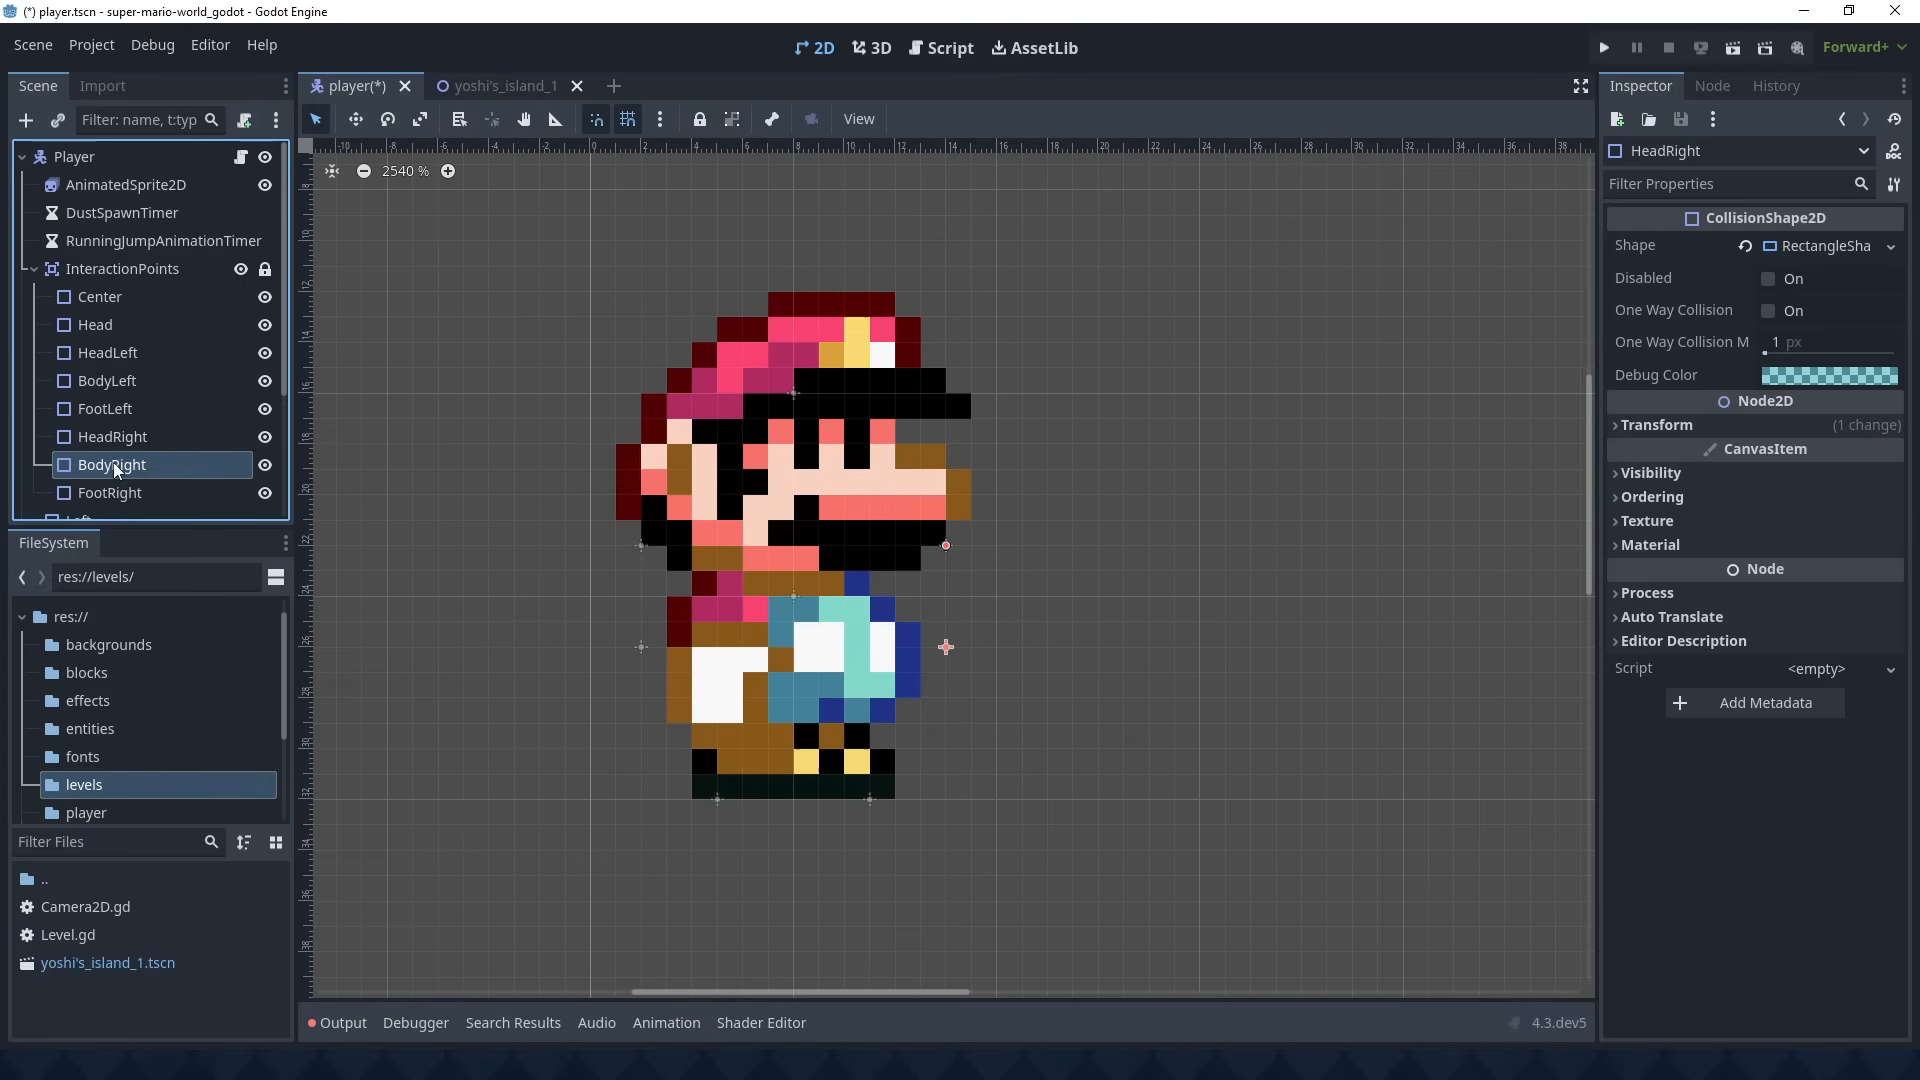 (*) player.tscn - super-mario-world_godot - Godot Engine
Scene Project Debug Editor Help
2D 3D Script AssetLib
Forward+
Scene Import
player(*) yoshi's_island_1
Inspector Node History
Filter: name, t:typ
View
Player
HeadRight
2540 %
AnimatedSprite2D
Filter Properties
DustSpawnTimer
CollisionShape2D
RunningJumpAnimationTimer
Shape RectangleSha
InteractionPoints
Disabled On
Center
One Way Collision On
Head
One Way Collision M 1 px
HeadLeft
Debug Color
BodyLeft
Node2D
FootLeft
Transform (1 change)
HeadRight
CanvasItem
BodyRight
Visibility
FootRight
Ordering
Texture
Material
FileSystem
Node
res://levels/
Process
res://
Auto Translate
backgrounds
Editor Description
blocks
Script <empty>
effects
Add Metadata
entities
fonts
levels
player
Filter Files
..
Camera2D.gd
Level.gd
yoshi's_island_1.tscn
Output Debugger Search Results Audio Animation Shader Editor
4.3.dev5